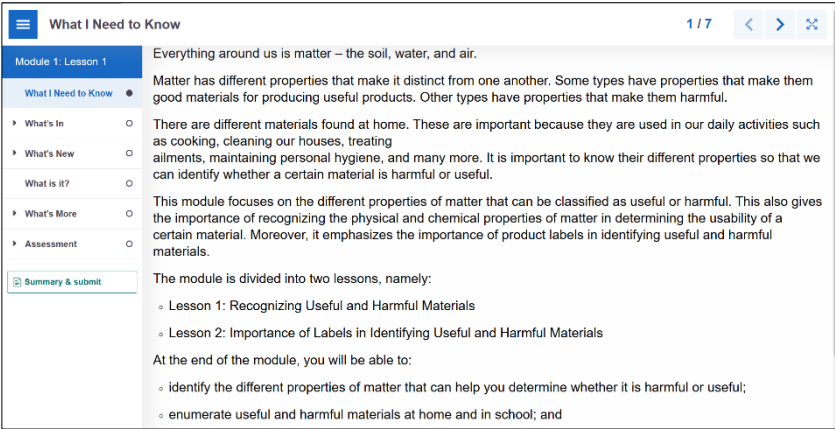 What I Need to Know
1 / 7
Module 1: Lesson 1
What I Need to Know
What's In
What's New
What is it?
What's More
Assessment
Summary & submit
Everything around us is matter – the soil, water, and air.
Matter has different properties that make it distinct from one another. Some types have properties that make them
good materials for producing useful products. Other types have properties that make them harmful.
There are different materials found at home. These are important because they are used in our daily activities such
as cooking, cleaning our houses, treating
ailments, maintaining personal hygiene, and many more. It is important to know their different properties so that we
can identify whether a certain material is harmful or useful.
This module focuses on the different properties of matter that can be classified as useful or harmful. This also gives
the importance of recognizing the physical and chemical properties of matter in determining the usability of a
certain material. Moreover, it emphasizes the importance of product labels in identifying useful and harmful
materials.
The module is divided into two lessons, namely:
◦ Lesson 1: Recognizing Useful and Harmful Materials
◦ Lesson 2: Importance of Labels in Identifying Useful and Harmful Materials
At the end of the module, you will be able to:
◦ identify the different properties of matter that can help you determine whether it is harmful or useful;
◦ enumerate useful and harmful materials at home and in school; and